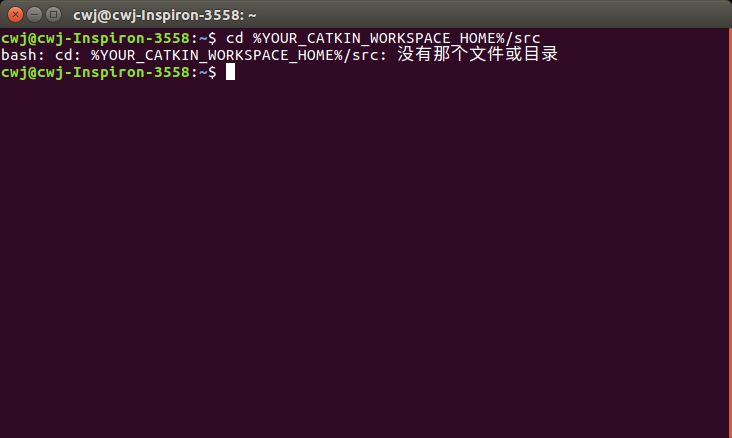 cwj@cwj-Inspiron-3558: ~
cwj@cwj-Inspiron-3558:~$ cd %YOUR_CATKIN_WORKSPACE_HOME%/src
bash: cd: %YOUR_CATKIN_WORKSPACE_HOME%/src: 没有那个文件或目录
cwj@cwj-Inspiron-3558:~$